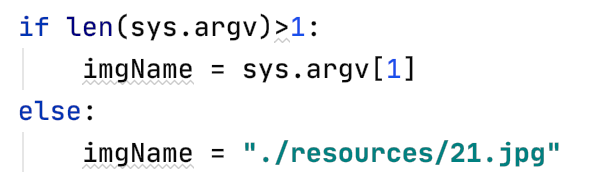 if len(sys.argv)>1:
    imgName = sys.argv[1]
else:
    imgName = "./resources/21.jpg"